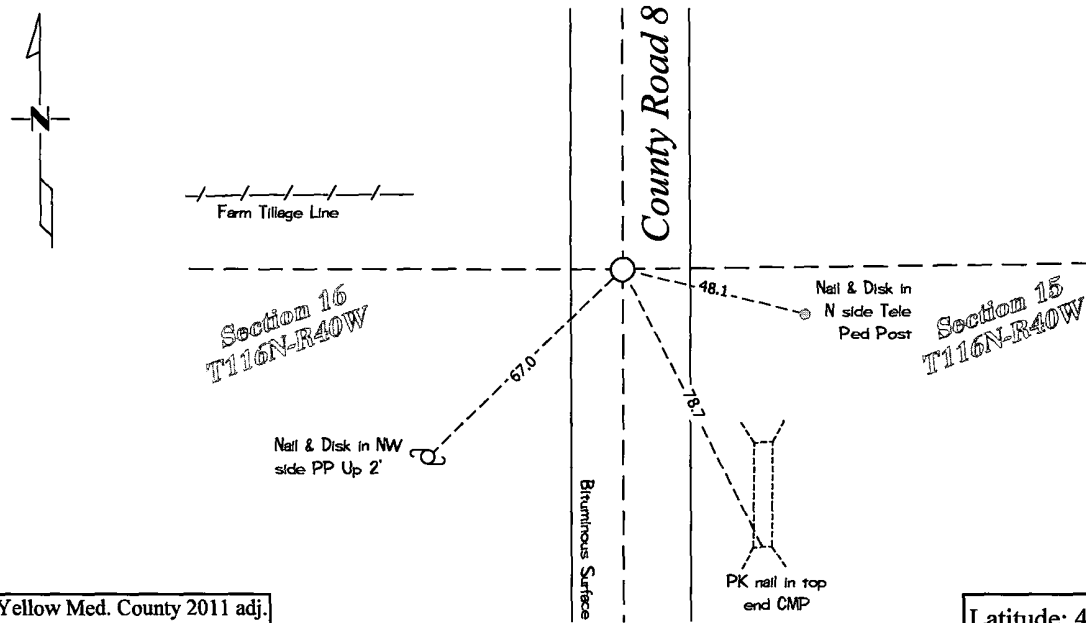 N
County Road 8
Farm Tillage Line
Section 16
T116N-R40W
48.1
Nail & Disk in
N side Tele
Ped Post
Section 15
T116N-R40W
67.0
78.7
Nail & Disk in NW
side PP Up 2'
Bituminous Surface
PK nail in top
end CMP
Yellow Med. County 2011 adj.
Latitude: 4